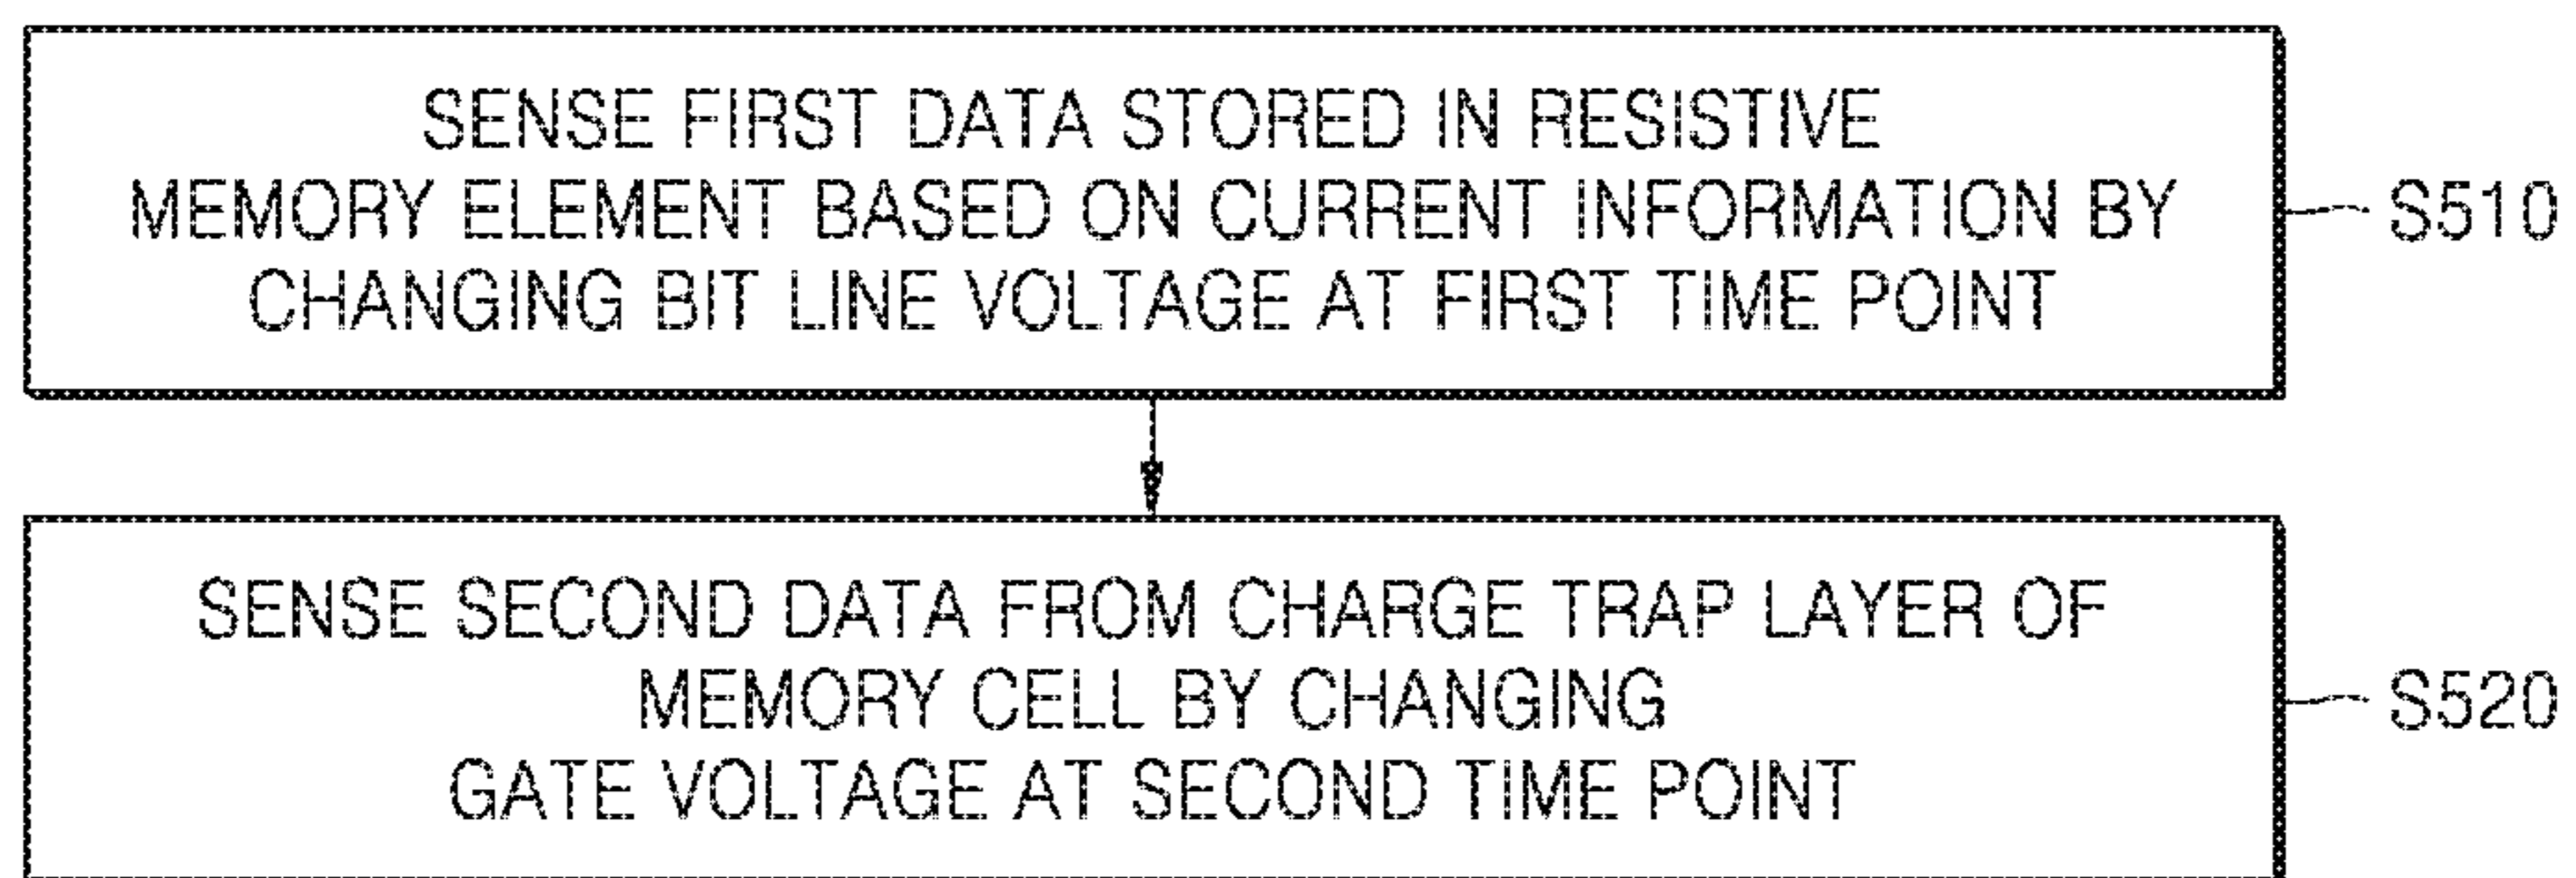 SENSE FIRST DATA STORED IN RESISTIVE
MEMORY ELEMENT BASED ON CURRENT INFORMATION BY
CHANGING BIT LINE VOLTAGE AT FIRST TIME POINT
S510
SENSE SECOND DATA FROM CHARGE TRAP LAYER OF
MEMORY CELL BY CHANGING
GATE VOLTAGE AT SECOND TIME POINT
S520